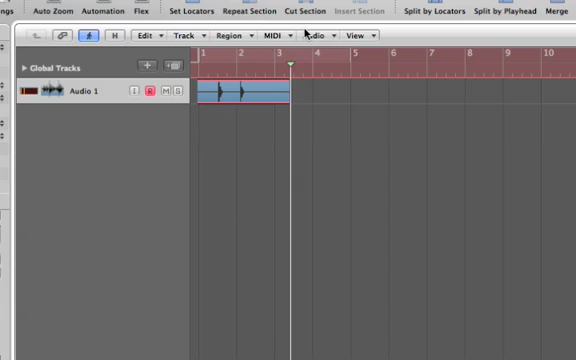 ngs Auto Zoom Automation Flex Set Locators Repeat Section Cut Section Insert Section Split by Locators Split by Playhead Merge
H Edit Track Region MIDI View
1 2 3 4 5 6 7 8 9 10
Global Tracks
Audio 1 I R M S